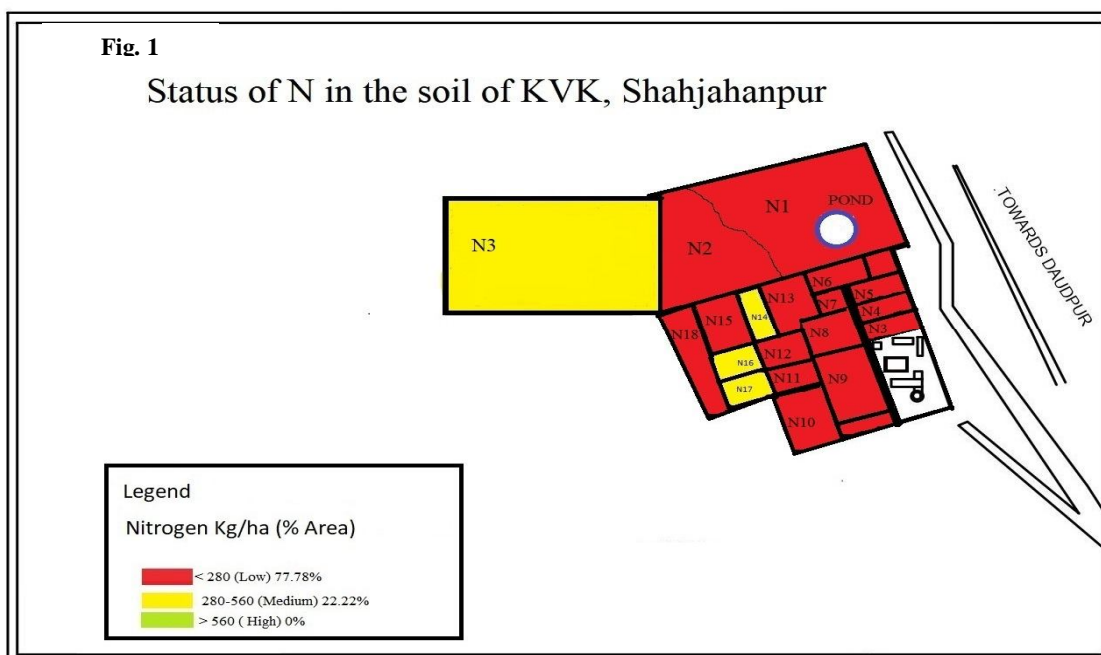 Fig. 1
Status of N in the soil of KVK, Shahjahanpur
N1
POND
N2
N3
.TOWARDS DAUDPUR
N6
N5
N7
N4
N3
N13
N14
N15
N18
N8
N12
N16
N11
N9
N17
N10
Legend
Nitrogen Kg/ha (% Area)
< 280 (Low) 77.78%
280-560 (Medium) 22.22%
> 560 ( High) 0%